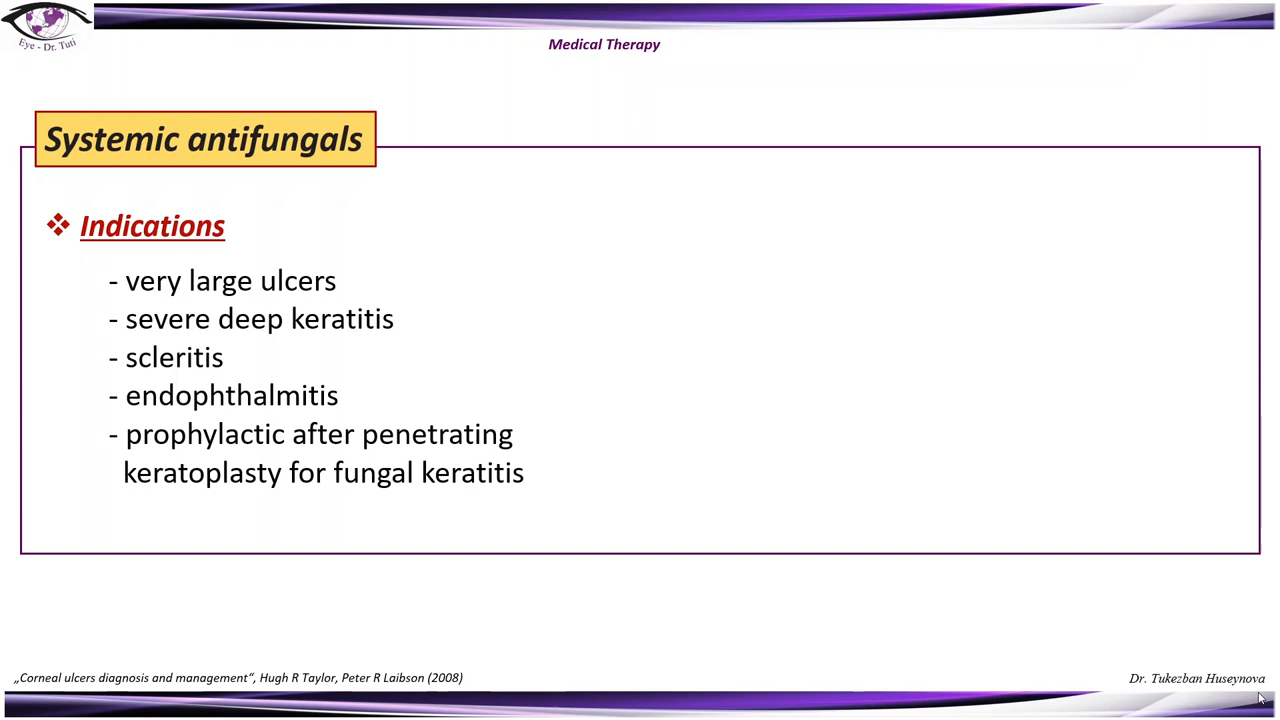 Eye - Dr. Tuti
Medical Therapy
Systemic antifungals
❖ Indications
- very large ulcers
- severe deep keratitis
- scleritis
- endophthalmitis
- prophylactic after penetrating
keratoplasty for fungal keratitis
„Corneal ulcers diagnosis and management“, Hugh R Taylor, Peter R Laibson (2008)
Dr. Tukezban Huseynova